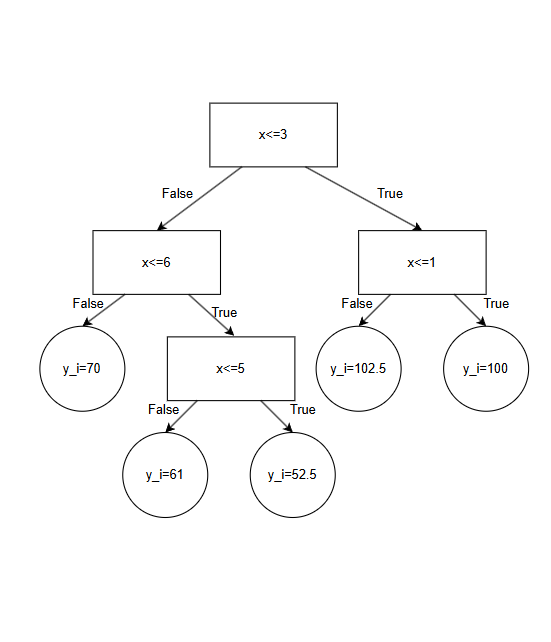 x<=3
False
True
x<=6
x<=1
False
True
False
True
y_i=70
x<=5
y_i=102.5
y_i=100
False
True
y_i=61
y_i=52.5